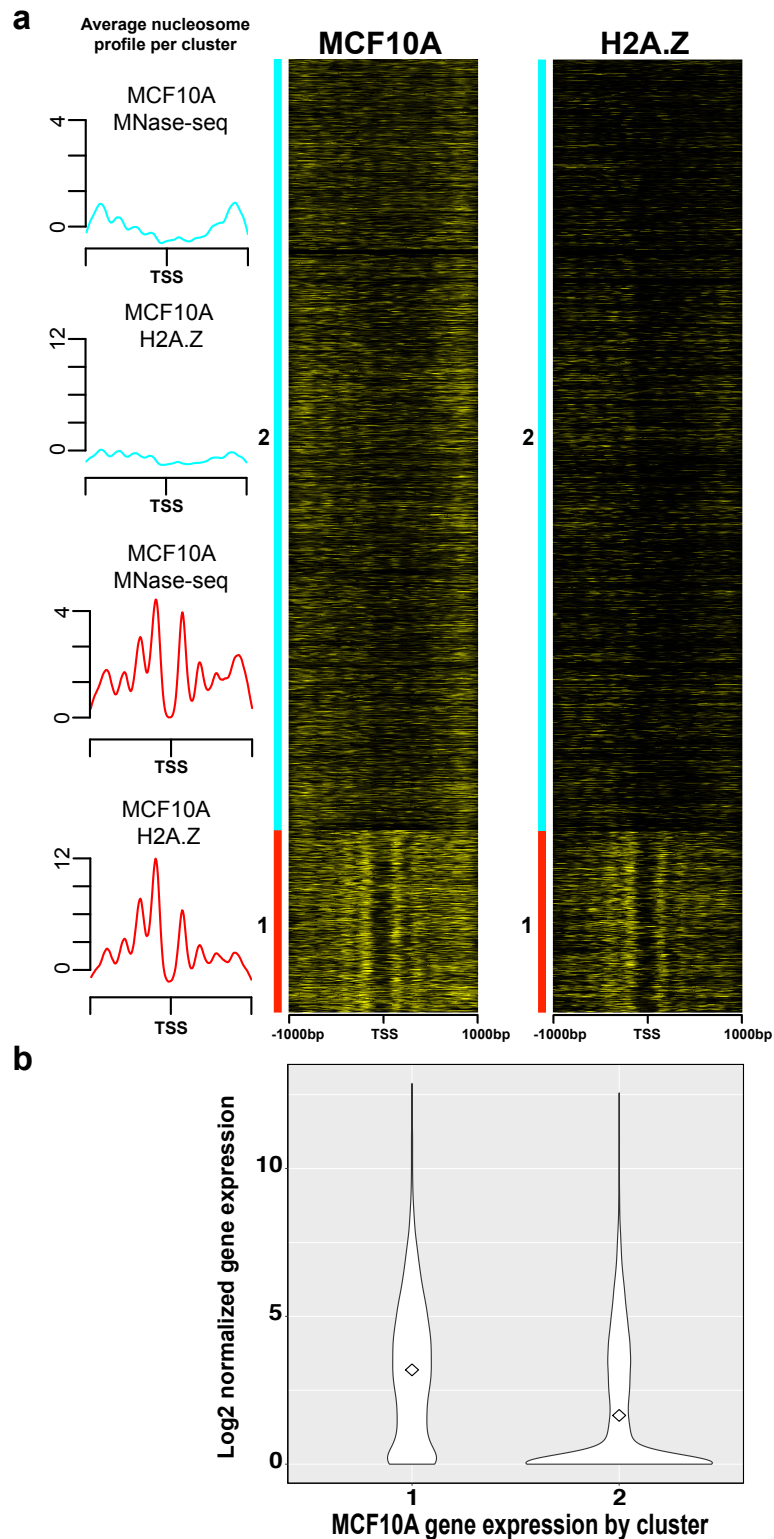 a
Average nucleosome
profile per cluster
MCF10A
H2A.Z
MCF10A
MNase-seq
4
0
TSS
MCF10A
H2A.Z
12
0
TSS
2
2
MCF10A
MNase-seq
4
0
TSS
MCF10A
H2A.Z
12
0
TSS
1
1
-1000bp
TSS
1000bp
-1000bp
TSS
1000bp
b
Log2 normalized gene expression
10
5
0
1
2
MCF10A gene expression by cluster